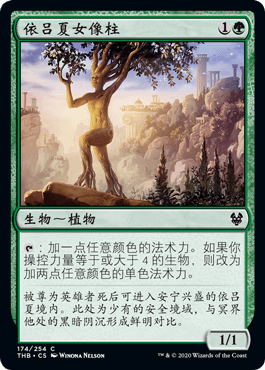 依吕夏女像柱 1
生物～植物
：加一点任意颜色的法术力。如果你
操控力量等于或大于 4 的生物，则改为
加两点任意颜色的单色法术力。
被尊为英雄者死后可进入安宁兴盛的依吕
夏境内。此处为少有的安全境域，与冥界
他处的黑暗阴沉形成鲜明对比。
1/1
174/254 C
THB • CS WINONA NELSON
™ & © 2020 Wizards of the Coast